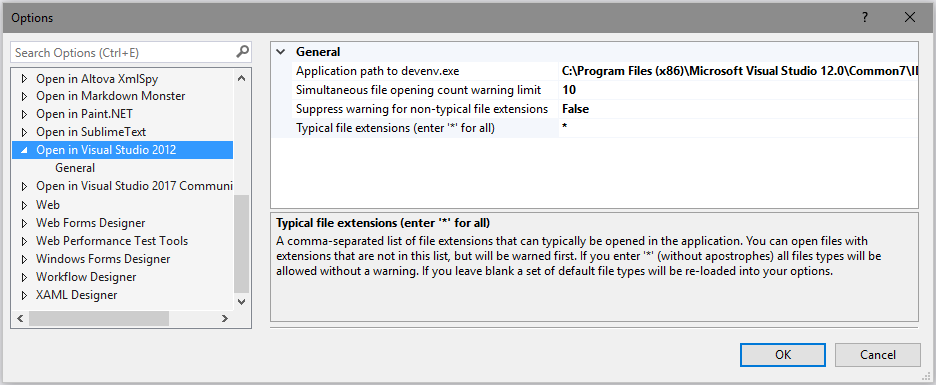 Options
Search Options (Ctrl+E)
Open in Altova XmlSpy
Open in Markdown Monster
Open in Paint.NET
Open in SublimeText
Open in Visual Studio 2012
General
Open in Visual Studio 2017 Communi
Web
Web Forms Designer
Web Performance Test Tools
Windows Forms Designer
Workflow Designer
XAML Designer
General
Application path to devenv.exe C:\Program Files (x86)\Microsoft Visual Studio 12.0\Common7\II
Simultaneous file opening count warning limit 10
Suppress warning for non-typical file extensions False
Typical file extensions (enter '*' for all) *
Typical file extensions (enter '*' for all)
A comma-separated list of file extensions that can typically be opened in the application. You can open files with
extensions that are not in this list, but will be warned first. If you enter '*' (without apostrophes) all files types will be
allowed without a warning. If you leave blank a set of default file types will be re-loaded into your options.
OK Cancel